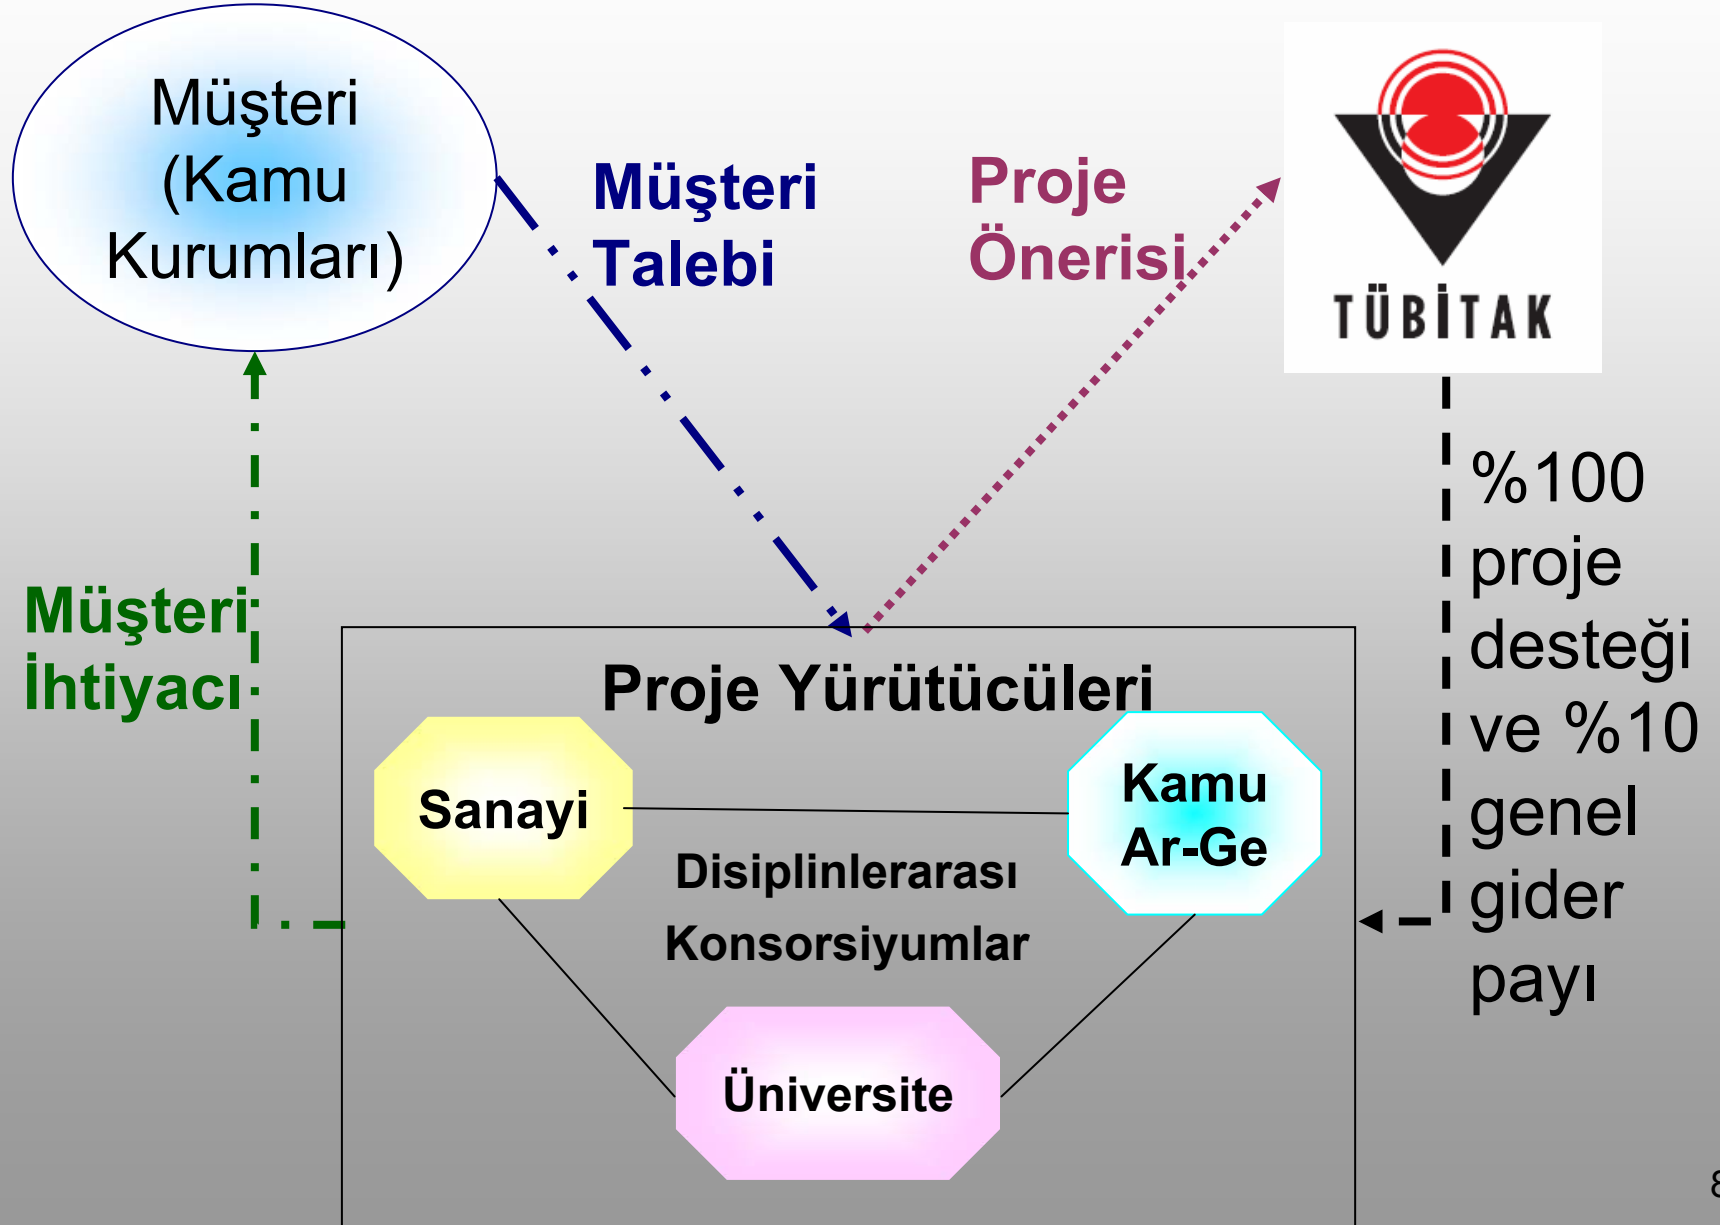 Müşteri
(Kamu
Kurumları)
Müşteri
Talebi
Proje
Önerisi
TÜBİTAK
%100
proje
desteği
ve %10
genel
gider
payı
Müşteri
İhtiyacı
Proje Yürütücüleri
Sanayi
Kamu
Ar-Ge
Disiplinlerarası
Konsorsiyumlar
Üniversite
8